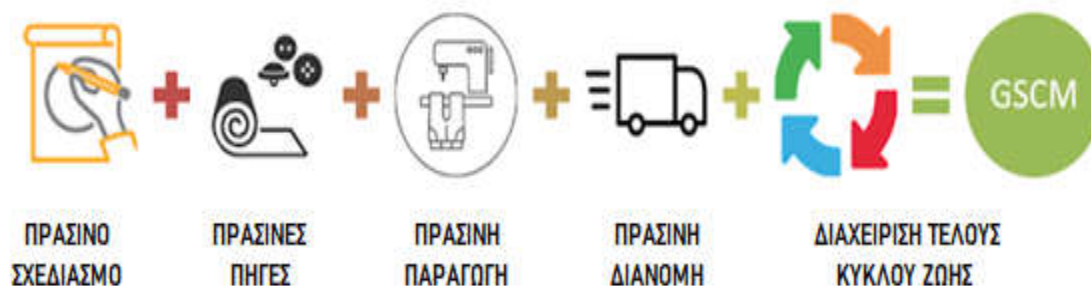 GSCM
ΠΡΑΣΙΝΟ
ΣΧΕΔΙΑΣΜΟ
ΠΡΑΣΙΝΕΣ
ΠΗΓΕΣ
ΠΡΑΣΙΝΗ
ΠΑΡΑΓΩΓΗ
ΠΡΑΣΙΝΗ
ΔΙΑΝΟΜΗ
ΔΙΑΧΕΙΡΙΣΗ ΤΕΛΟΥΣ
ΚΥΚΛΟΥ ΖΩΗΣ